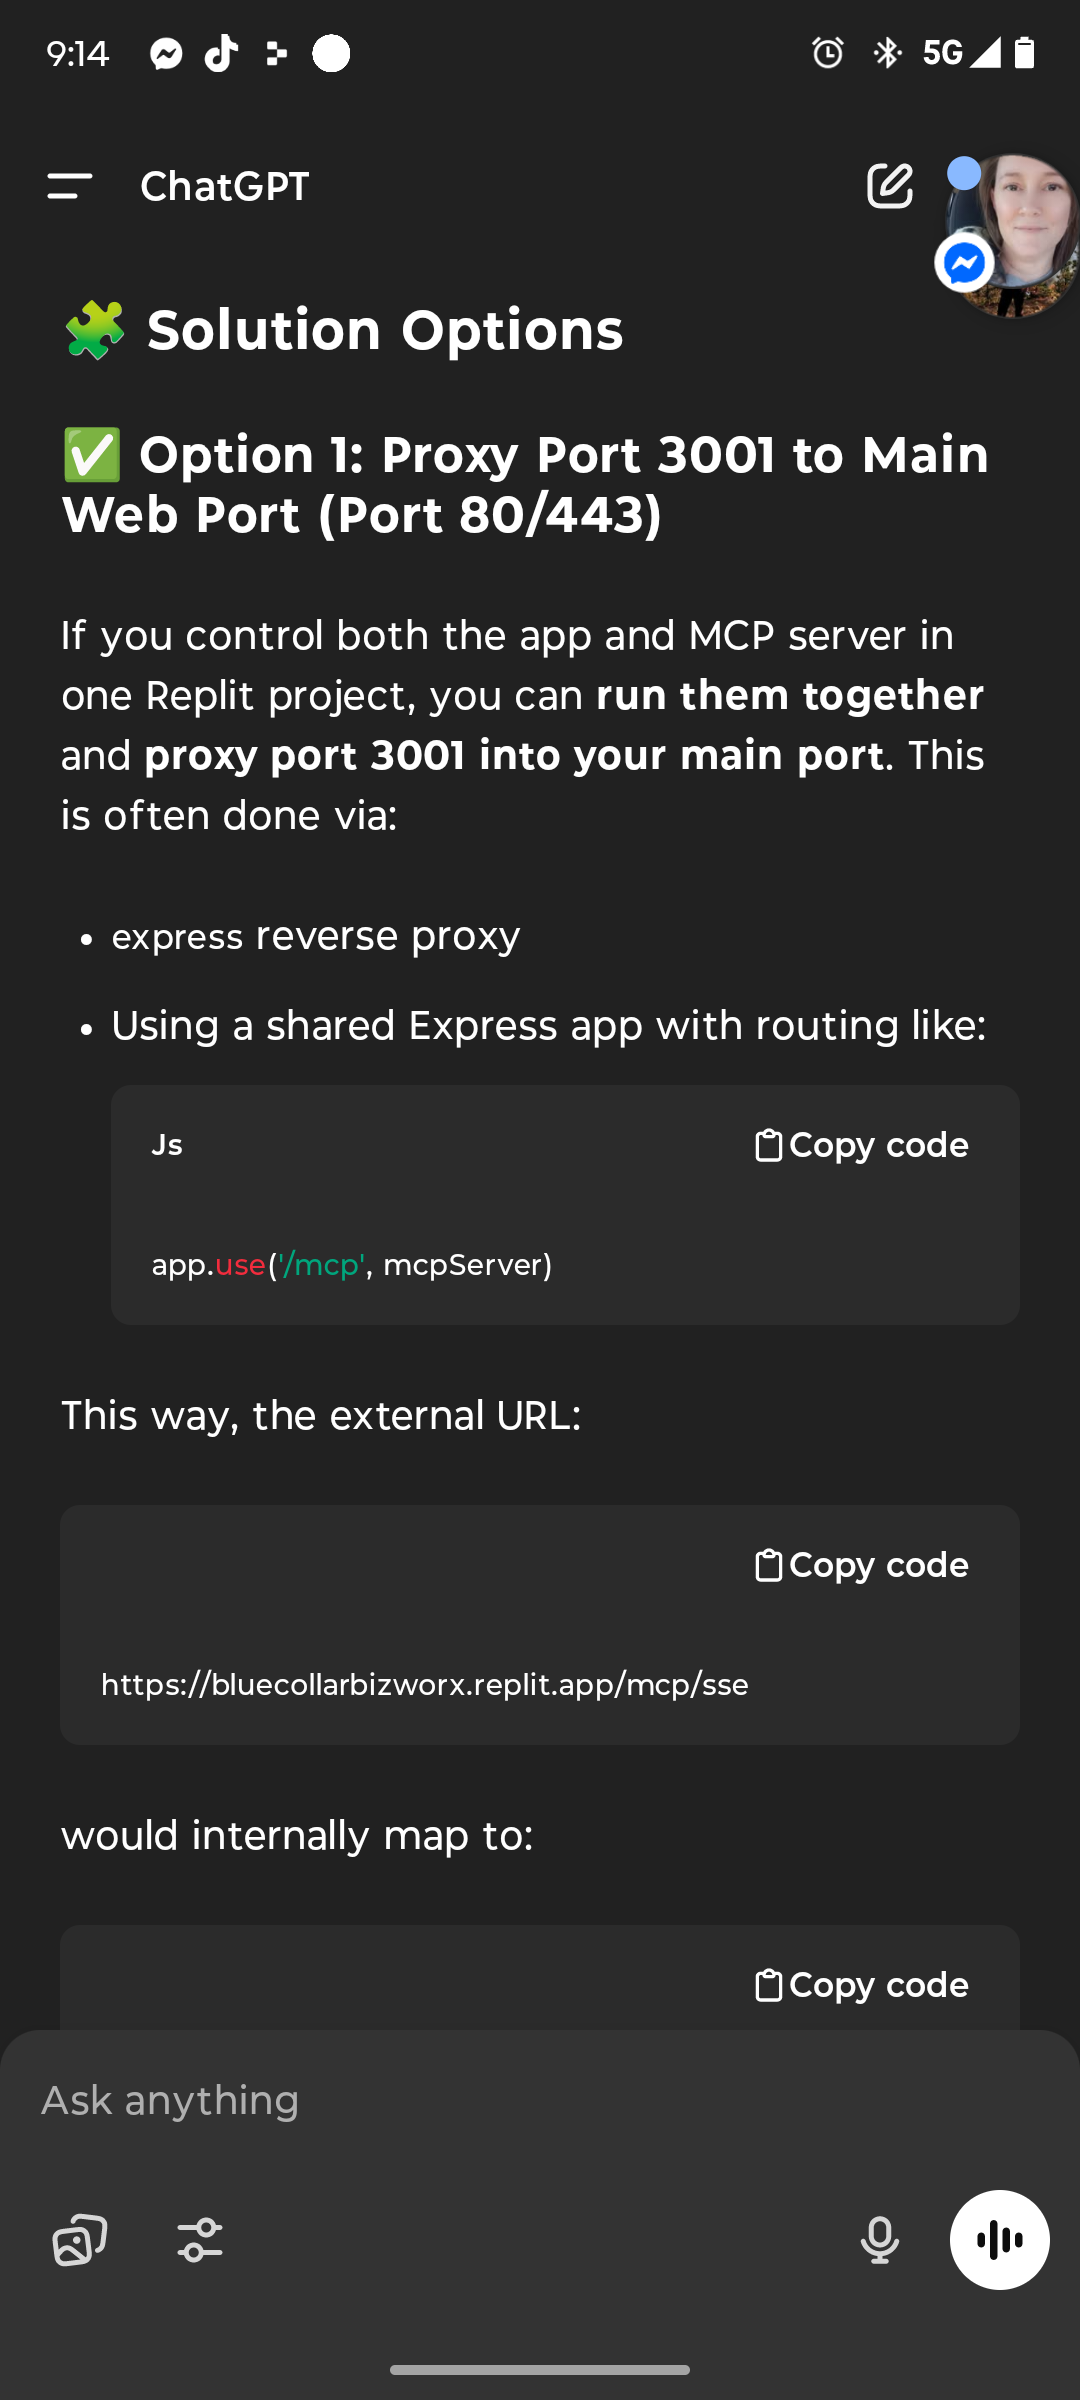 9:14
5G
ChatGPT
🧩 Solution Options
✅ Option 1: Proxy Port 3001 to Main
Web Port (Port 80/443)
If you control both the app and MCP server in
one Replit project, you can run them together
and proxy port 3001 into your main port. This
is often done via:
• express reverse proxy
• Using a shared Express app with routing like:
Js
Copy code
app.use('/mcp', mcpServer)
This way, the external URL:
Copy code
https://bluecollarbizworx.replit.app/mcp/sse
would internally map to:
Copy code
Ask anything